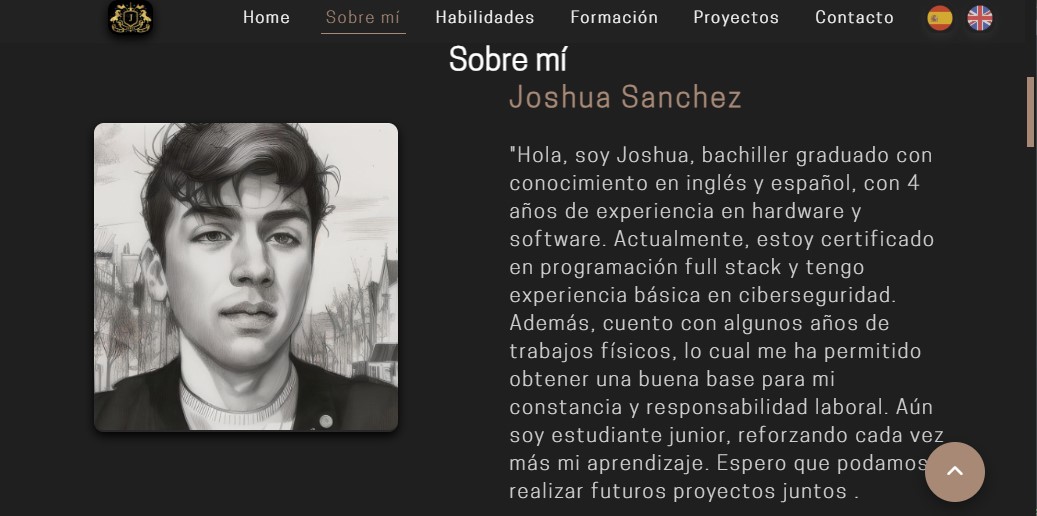 J
Home Sobre mí Habilidades Formación Proyectos Contacto
Sobre mí
Joshua Sanchez
"Hola, soy Joshua, bachiller graduado con
conocimiento en inglés y español, con 4
años de experiencia en hardware y
software. Actualmente, estoy certificado
en programación full stack y tengo
experiencia básica en ciberseguridad.
Además, cuento con algunos años de
trabajos físicos, lo cual me ha permitido
obtener una buena base para mi
constancia y responsabilidad laboral. Aún
soy estudiante junior, reforzando cada vez
más mi aprendizaje. Espero que podamos
realizar futuros proyectos juntos .